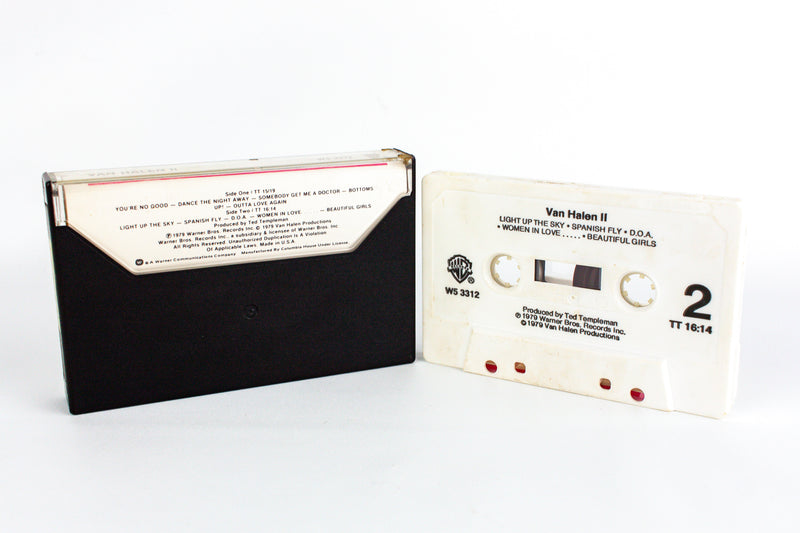 VAN HALEN II
Side One / TT 15/19
YOU'RE NO GOOD — DANCE THE NIGHT AWAY — SOMEBODY GET ME A DOCTOR — BOTTOMS
UP! — OUTTA LOVE AGAIN
Side Two / TT 16:14
LIGHT UP THE SKY — SPANISH FLY — D.O.A. — WOMEN IN LOVE ..... — BEAUTIFUL GIRLS
Produced by Ted Templeman
℗ 1979 Warner Bros. Records Inc © 1979 Van Halen Productions
Warner Bros. Records Inc., a subsidiary & licensee of Warner Bros. Inc.
All Rights Reserved. Unauthorized Duplication Is A Violation
Of Applicable Laws. Made in U.S.A.
A Warner Communications Company Manufactured By Columbia House Under License
Van Halen II
LIGHT UP THE SKY • SPANISH FLY • D.O.A.
• WOMEN IN LOVE ..... • BEAUTIFUL GIRLS
WB ®
W5 3312
2
TT 16:14
Produced by Ted Templeman
℗ 1979 Warner Bros. Records Inc.
© 1979 Van Halen Productions